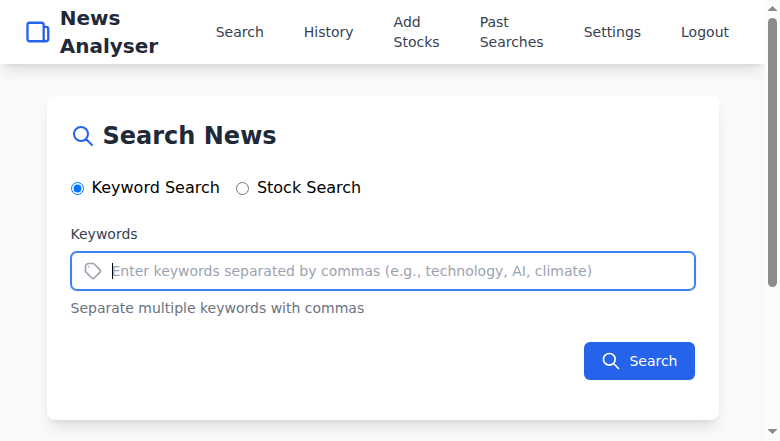 News Analyser
Search
History
Add Stocks
Past Searches
Settings
Logout
Search News
Keyword Search
Stock Search
Keywords
Enter keywords separated by commas (e.g., technology, AI, climate)
Separate multiple keywords with commas
Search